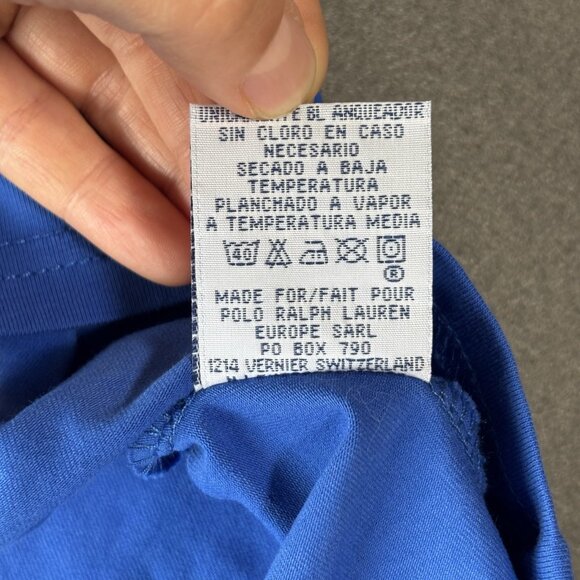 BLANQUEADOR
SIN CLORO EN CASO
NECESARIO
SECADO A BAJA
TEMPERATURA
PLANCHADO A VAPOR
A TEMPERATURA MEDIA
40
®
MADE FOR/FAIT POUR
POLO RALPH LAUREN
EUROPE SARL
PO BOX 790
1214 VERNIER SWITZERLAND